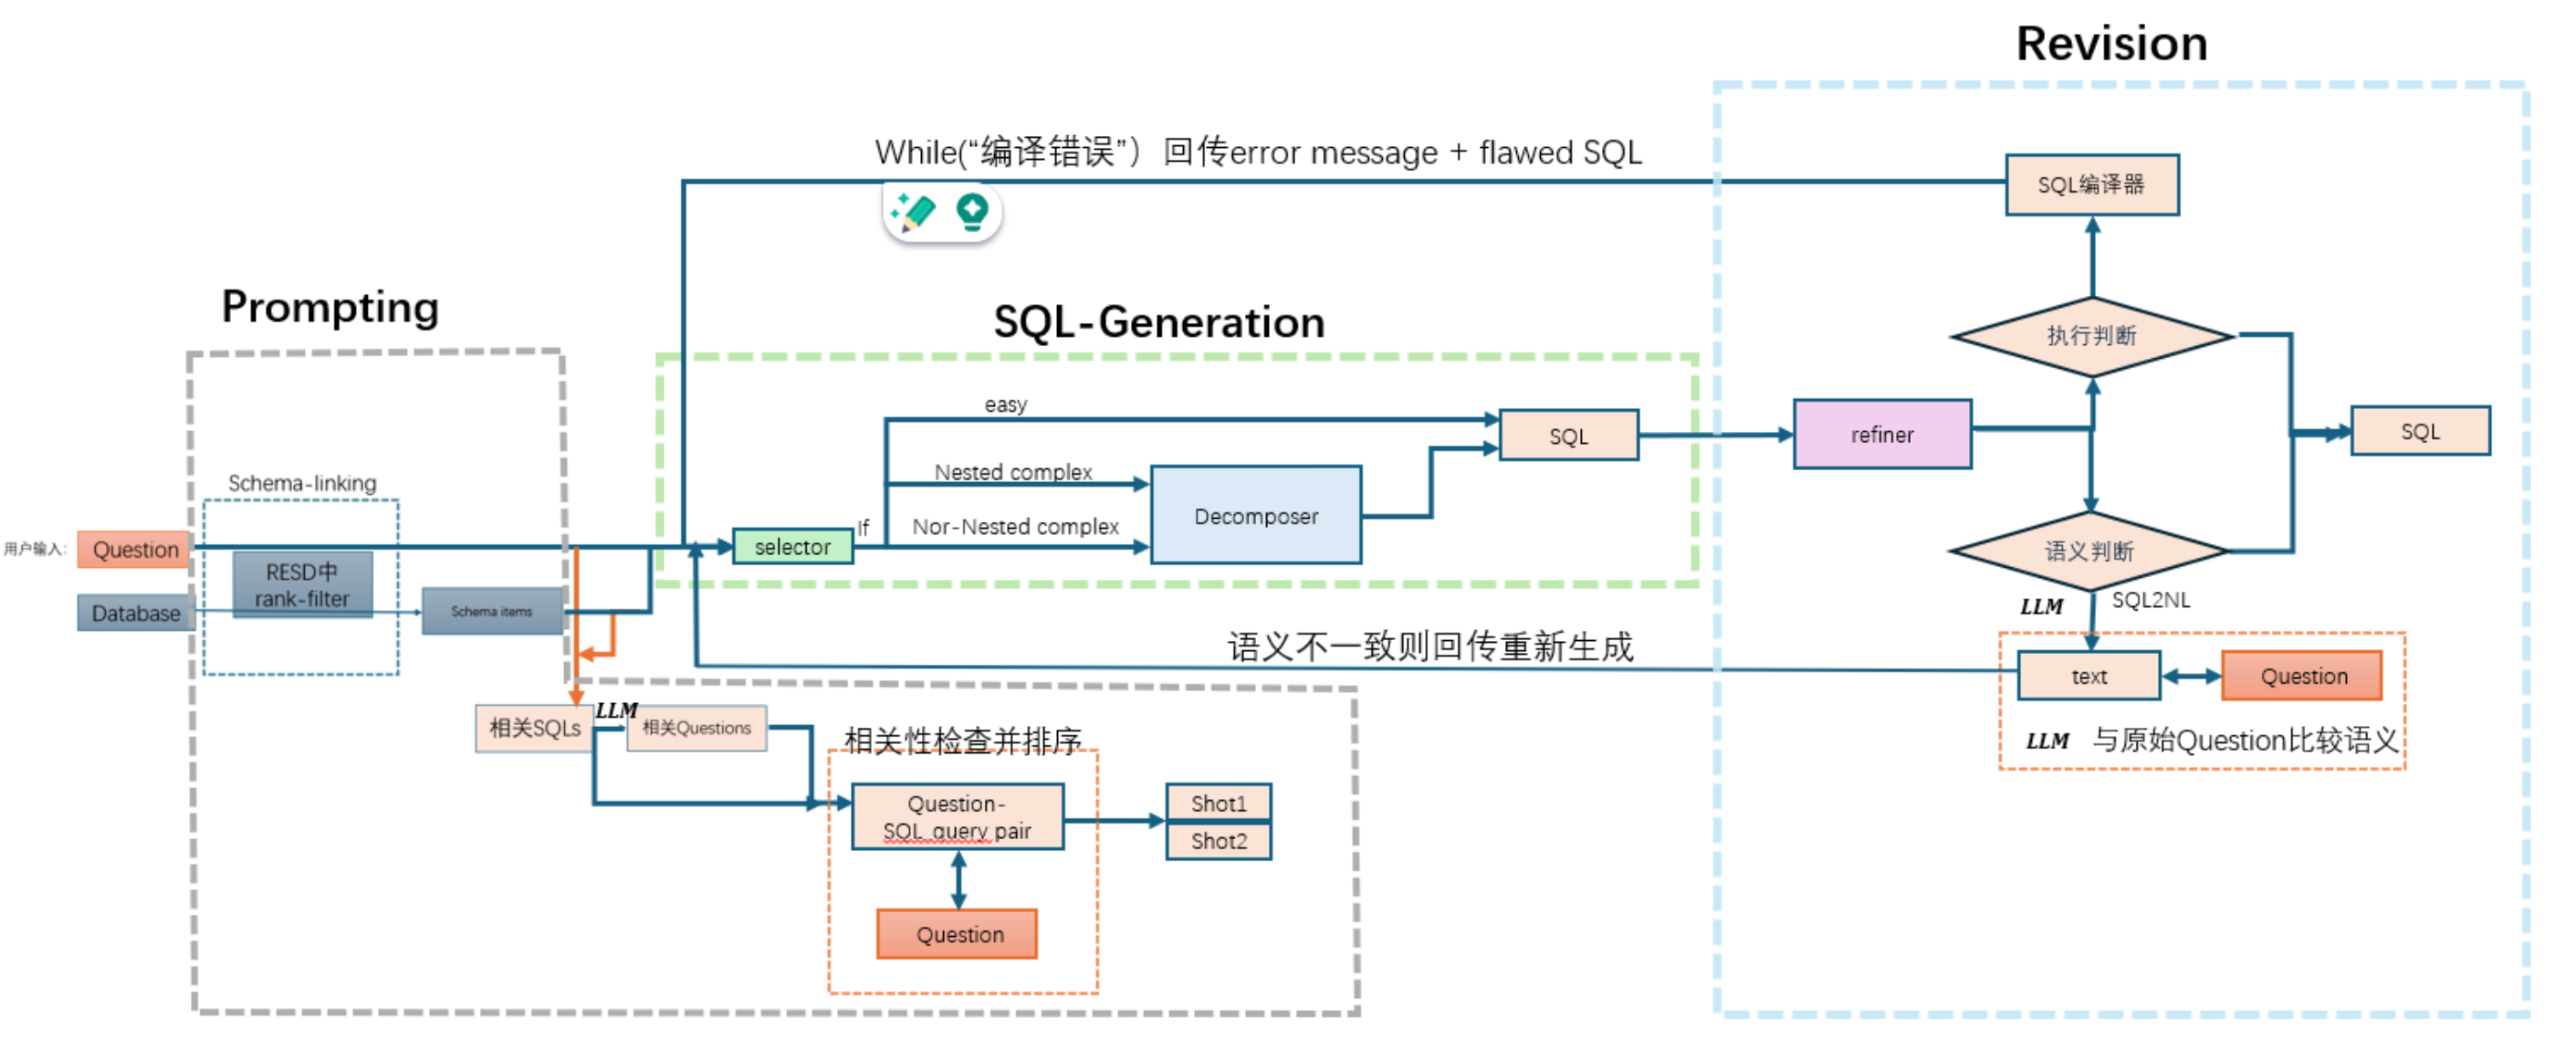 Revision
While(“编译错误”）回传error message + flawed SQL
SQL编译器
Prompting
SQL-Generation
执行判断
easy
SQL
refiner
SQL
Schema-linking
Nested complex
If
Nor-Nested complex
Decomposer
用户输入:
Question
selector
语义判断
RESD中
rank-filter
Database
Schema items
LLM
SQL2NL
语义不一致则回传重新生成
text
Question
LLM
与原始Question比较语义
相关SQLs
LLM
相关Questions
相关性检查并排序
Question-
SQL query pair
Shot1
Shot2
Question